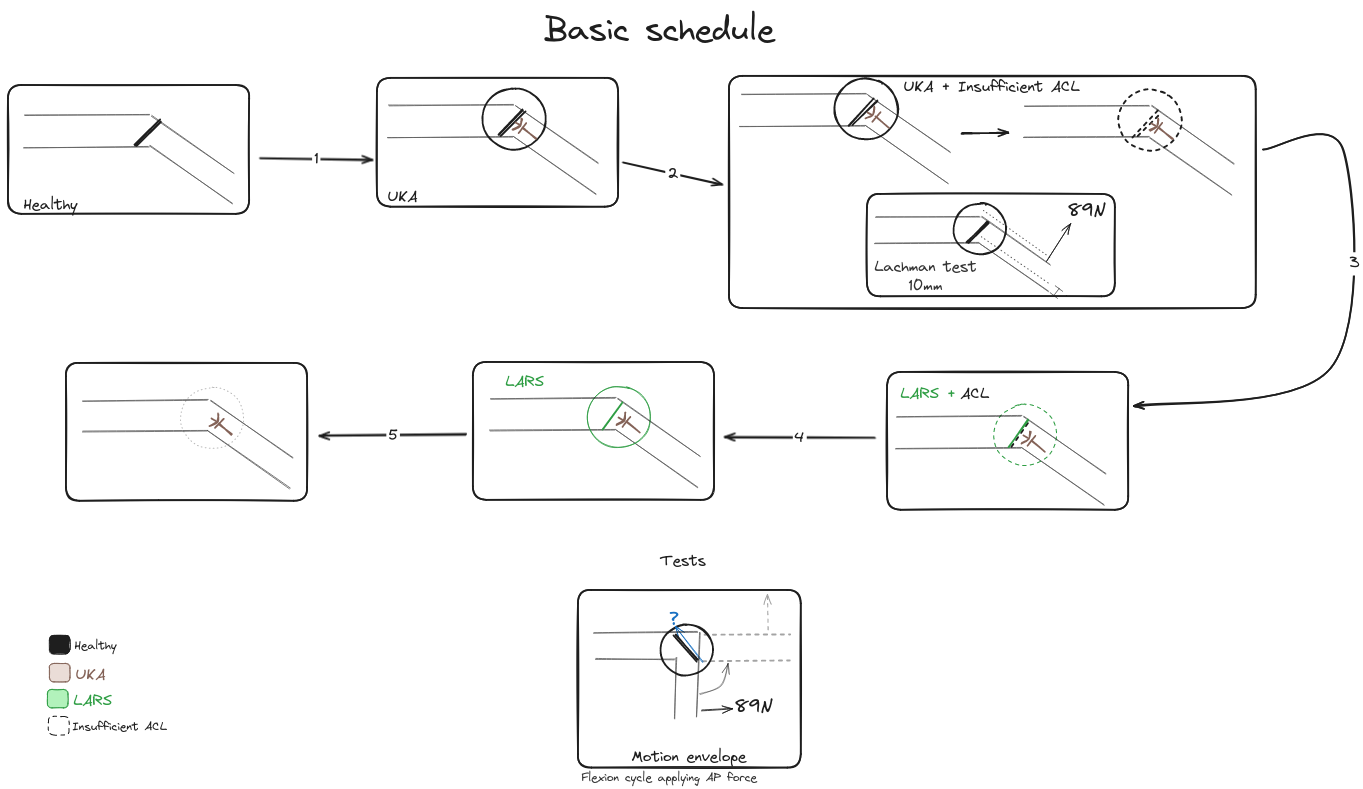 Basic schedule
Healthy
1
UKA
2
UKA + Insufficient ACL
89N
Lachman test
10mm
3
LARS + ACL
4
LARS
5
Tests
?
89N
Motion envelope
Flexion cycle applying AP force
Healthy
UKA
LARS
Insufficient ACL